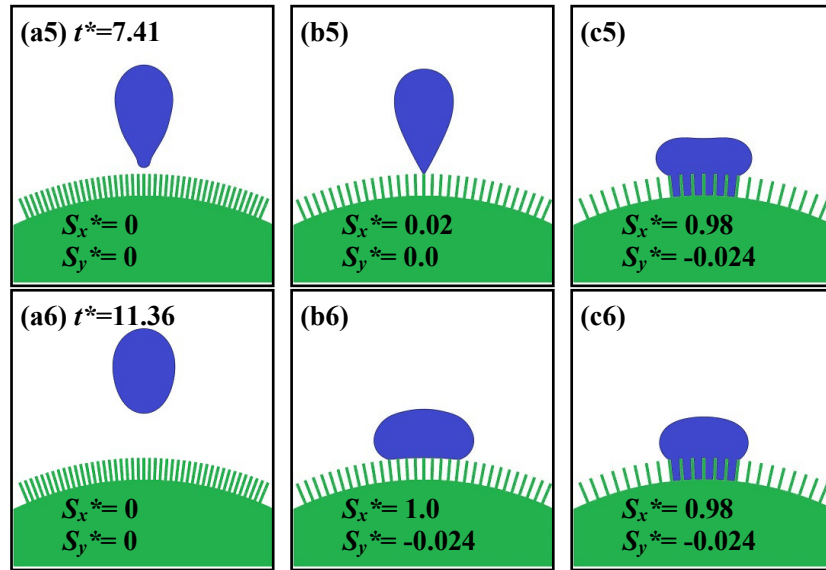 (a5) t*=7.41
Sx*= 0
Sy*= 0
(b5)
Sx*= 0.02
Sy*= 0.0
(c5)
Sx*= 0.98
Sy*= -0.024
(a6) t*=11.36
Sx*= 0
Sy*= 0
(b6)
Sx*= 1.0
Sy*= -0.024
(c6)
Sx*= 0.98
Sy*= -0.024